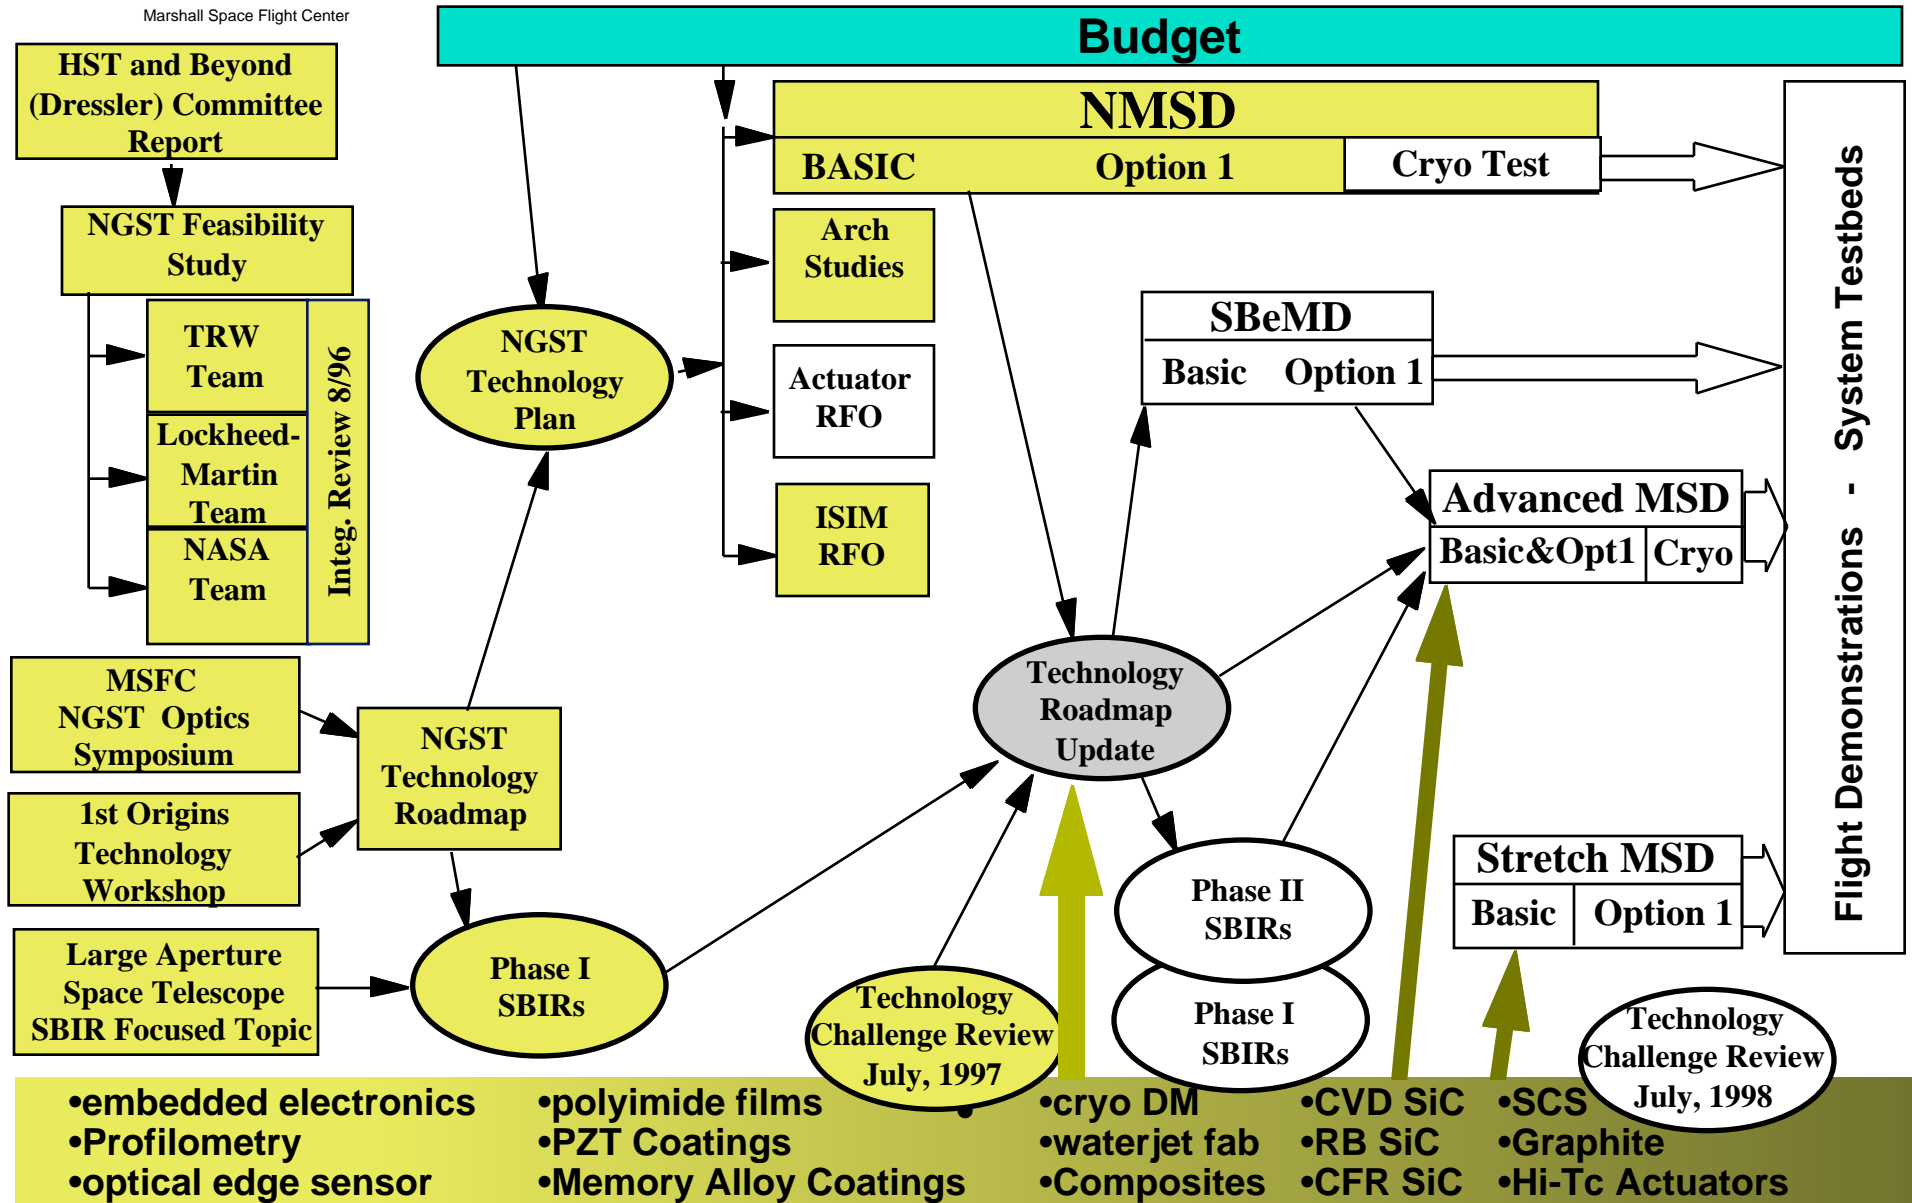 Marshall Space Flight Center
Budget
HST and Beyond
(Dressler) Committee
Report
NGST Feasibility
Study
TRW
Team
Lockheed-
Martin
Team
NASA
Team
Integ. Review 8/96
MSFC
NGST Optics
Symposium
1st Origins
Technology
Workshop
Large Aperture
Space Telescope
SBIR Focused Topic
NGST
Technology
Roadmap
NGST
Technology
Plan
Phase I
SBIRs
NMSD
BASIC Option 1 Cryo Test
Arch
Studies
Actuator
RFO
ISIM
RFO
SBeMD
Basic Option 1
Advanced MSD
Basic&Opt1 Cryo
Technology
Roadmap
Update
Stretch MSD
Basic Option 1
Phase II
SBIRs
Phase I
SBIRs
Technology
Challenge Review
July, 1997
Technology
Challenge Review
July, 1998
Flight Demonstrations - System Testbeds
•embedded electronics
•Profilometry
•optical edge sensor
•polyimide films
•PZT Coatings
•Memory Alloy Coatings
•
•cryo DM
•waterjet fab
•Composites
•CVD SiC
•RB SiC
•CFR SiC
•SCS
•Graphite
•Hi-Tc Actuators